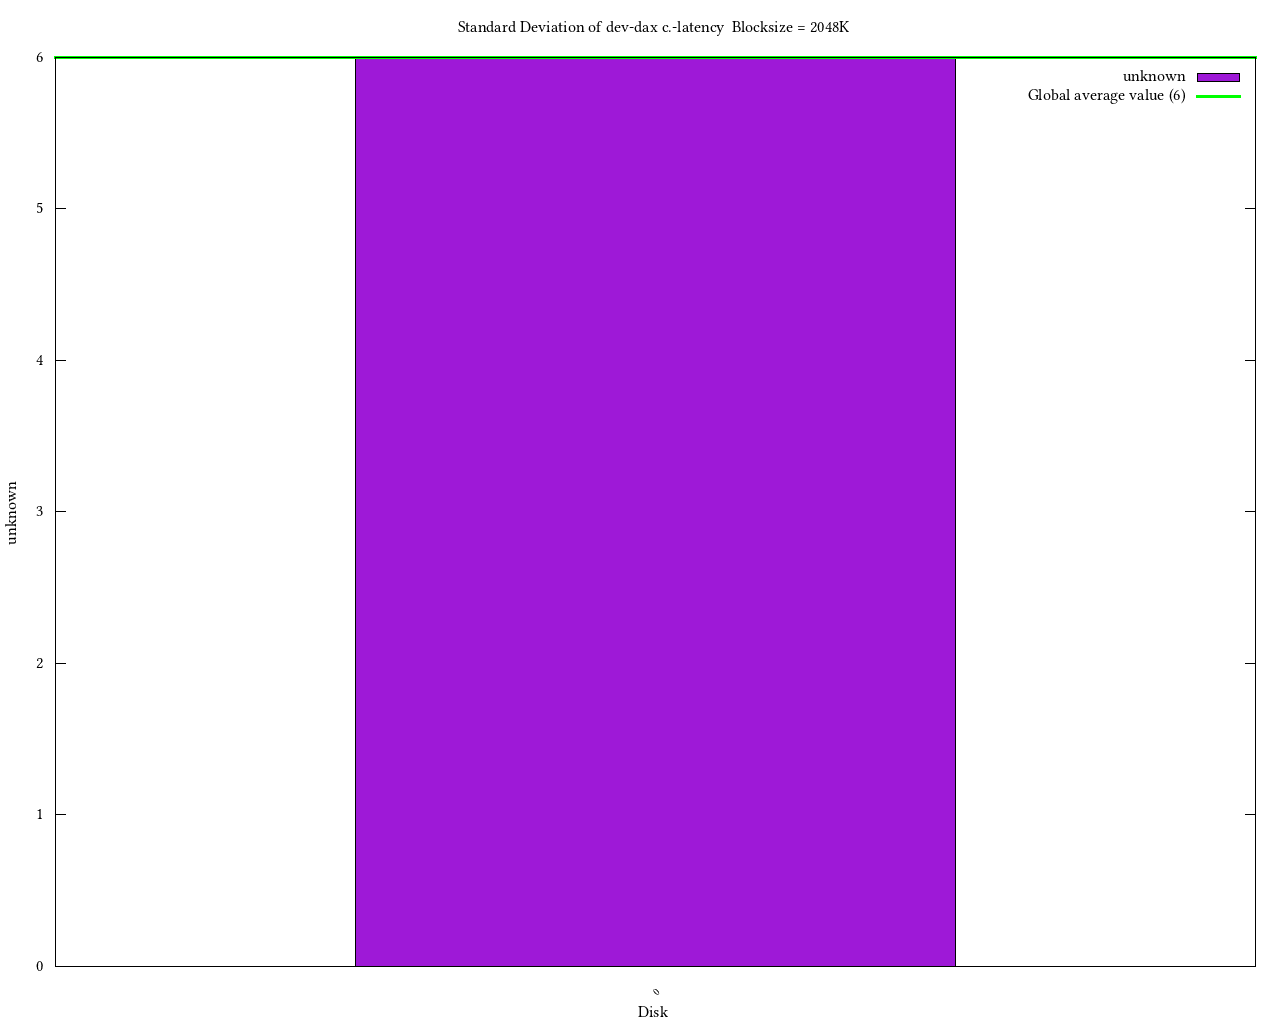 Standard Deviation of dev-dax c.-latency  Blocksize = 2048K
unknown
Global average value (6)
6
5
4
3
2
1
0
unknown
0
Disk